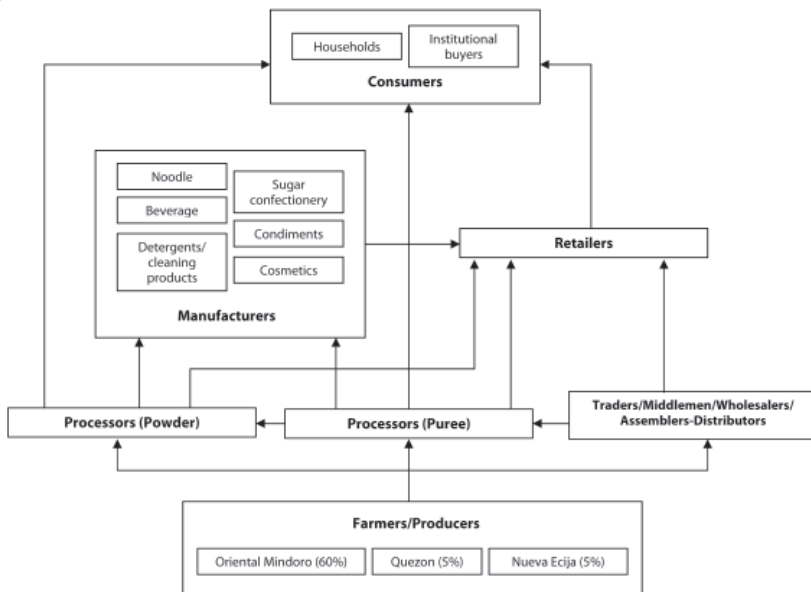 Households
Institutional
buyers
Consumers
Noodle
Sugar
confectionery
Beverage
Condiments
Detergents/
cleaning
products
Cosmetics
Manufacturers
Retailers
Processors (Powder)
Processors (Puree)
Traders/Middlemen/Wholesalers/
Assemblers-Distributors
Farmers/Producers
Oriental Mindoro (60%)
Quezon (5%)
Nueva Ecija (5%)